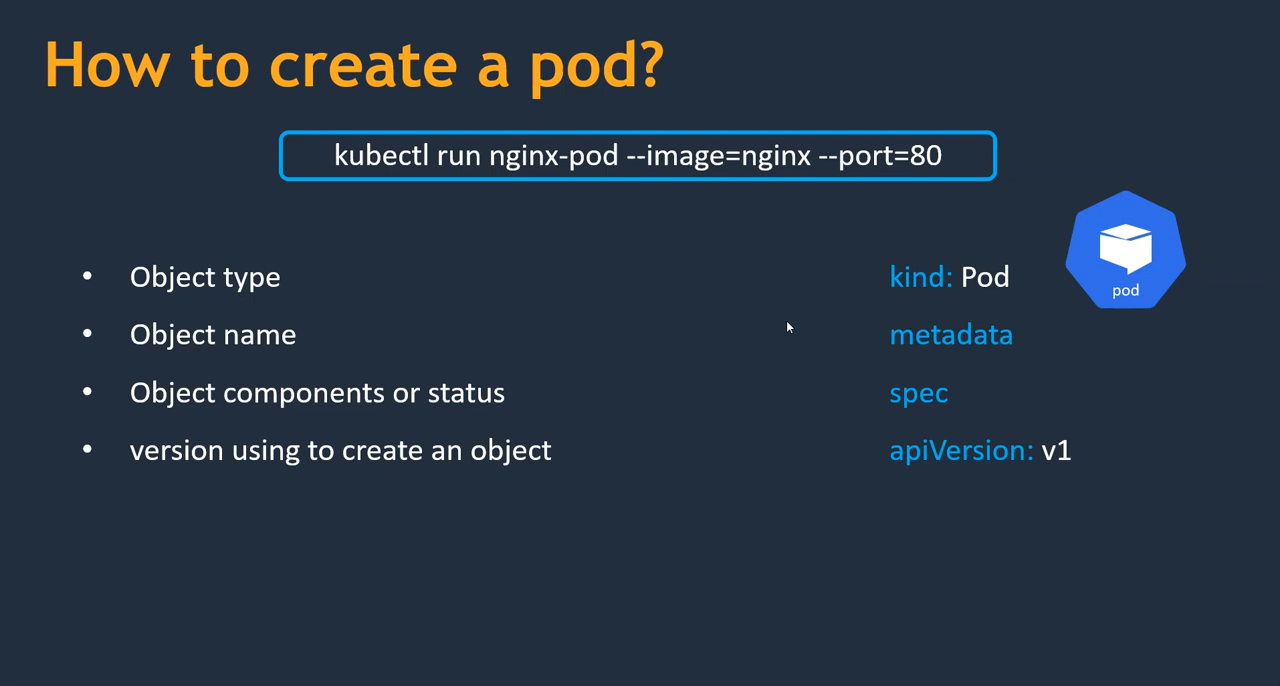 How to create a pod?
kubectl run nginx-pod --image=nginx --port=80
• Object type kind: Pod
pod
• Object name metadata
• Object components or status spec
• version using to create an object apiVersion: v1